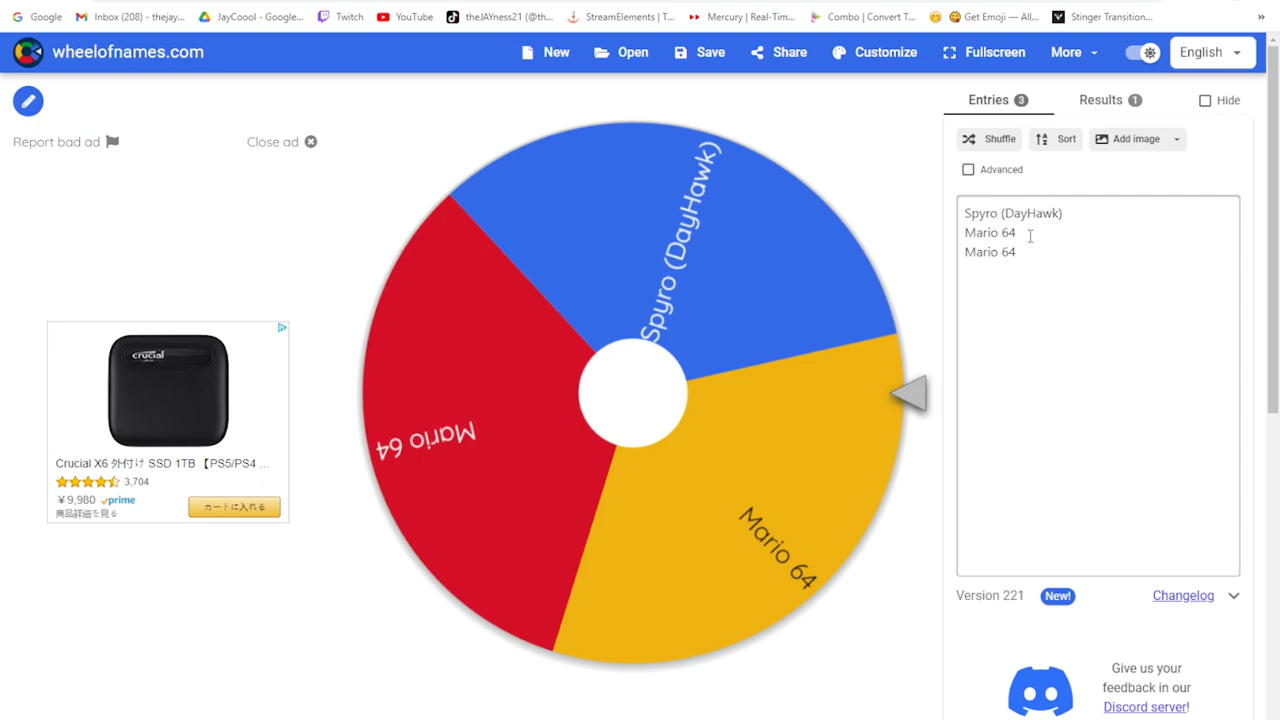 Google
Inbox (208) - thejay...
JayCoool - Google...
Twitch
YouTube
theJAYness21 (@th...
StreamElements | T...
Mercury | Real-Tim...
Combo | Convert T...
Get Emoji — All...
Stinger Transition...
»
wheelofnames.com
New
Open
Save
Share
Customize
Fullscreen
More
English
Report bad ad
Close ad
Entries 3
Results 1
Hide
Shuffle
Sort
Add image
Advanced
Spyro (DayHawk)
Mario 64
Mario 64
Spyro (DayHawk)
Mario 64
Mario 64
crucial
Crucial X6 外付け SSD 1TB 【PS5/PS4 ...
3,704
￥9,980 prime
商品詳細を見る
カートに入れる
Version 221
New!
Changelog
Give us your
feedback in our
Discord server!